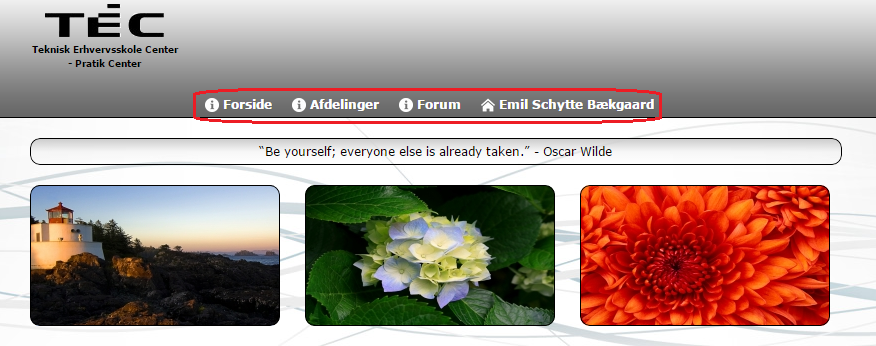 TEC
Teknisk Erhvervsskole Center
- Pratik Center
Forside Afdelinger Forum Emil Schytte Bækgaard
“Be yourself; everyone else is already taken.” - Oscar Wilde